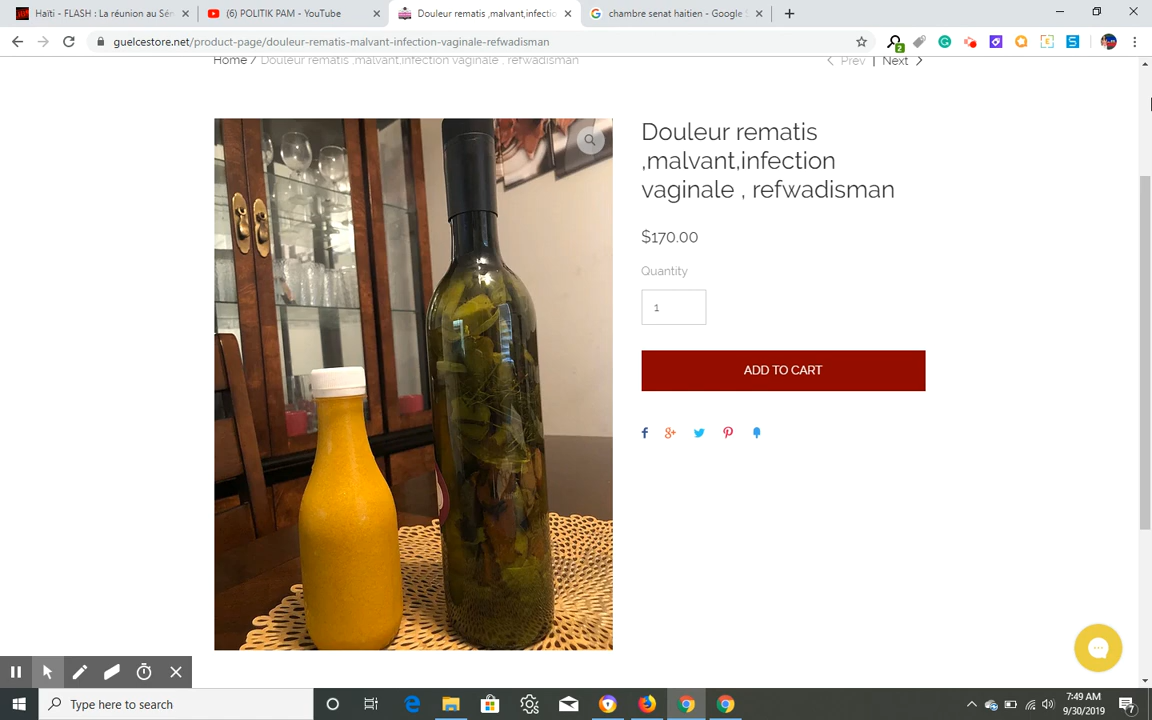 Haïti - FLASH : La réunion au Sén
(6) POLITIK PAM - YouTube
Douleur rematis ,malvant,infectio
chambre senat haitien - Google
guelcestore.net/product-page/douleur-rematis-malvant-infection-vaginale-refwadisman
2
Home / Douleur rematis ,malvant,infection vaginale , refwadisman
Prev | Next
Douleur rematis
,malvant,infection
vaginale , refwadisman
$170.00
Quantity
1
ADD TO CART
Type here to search
7:49 AM
9/30/2019
7